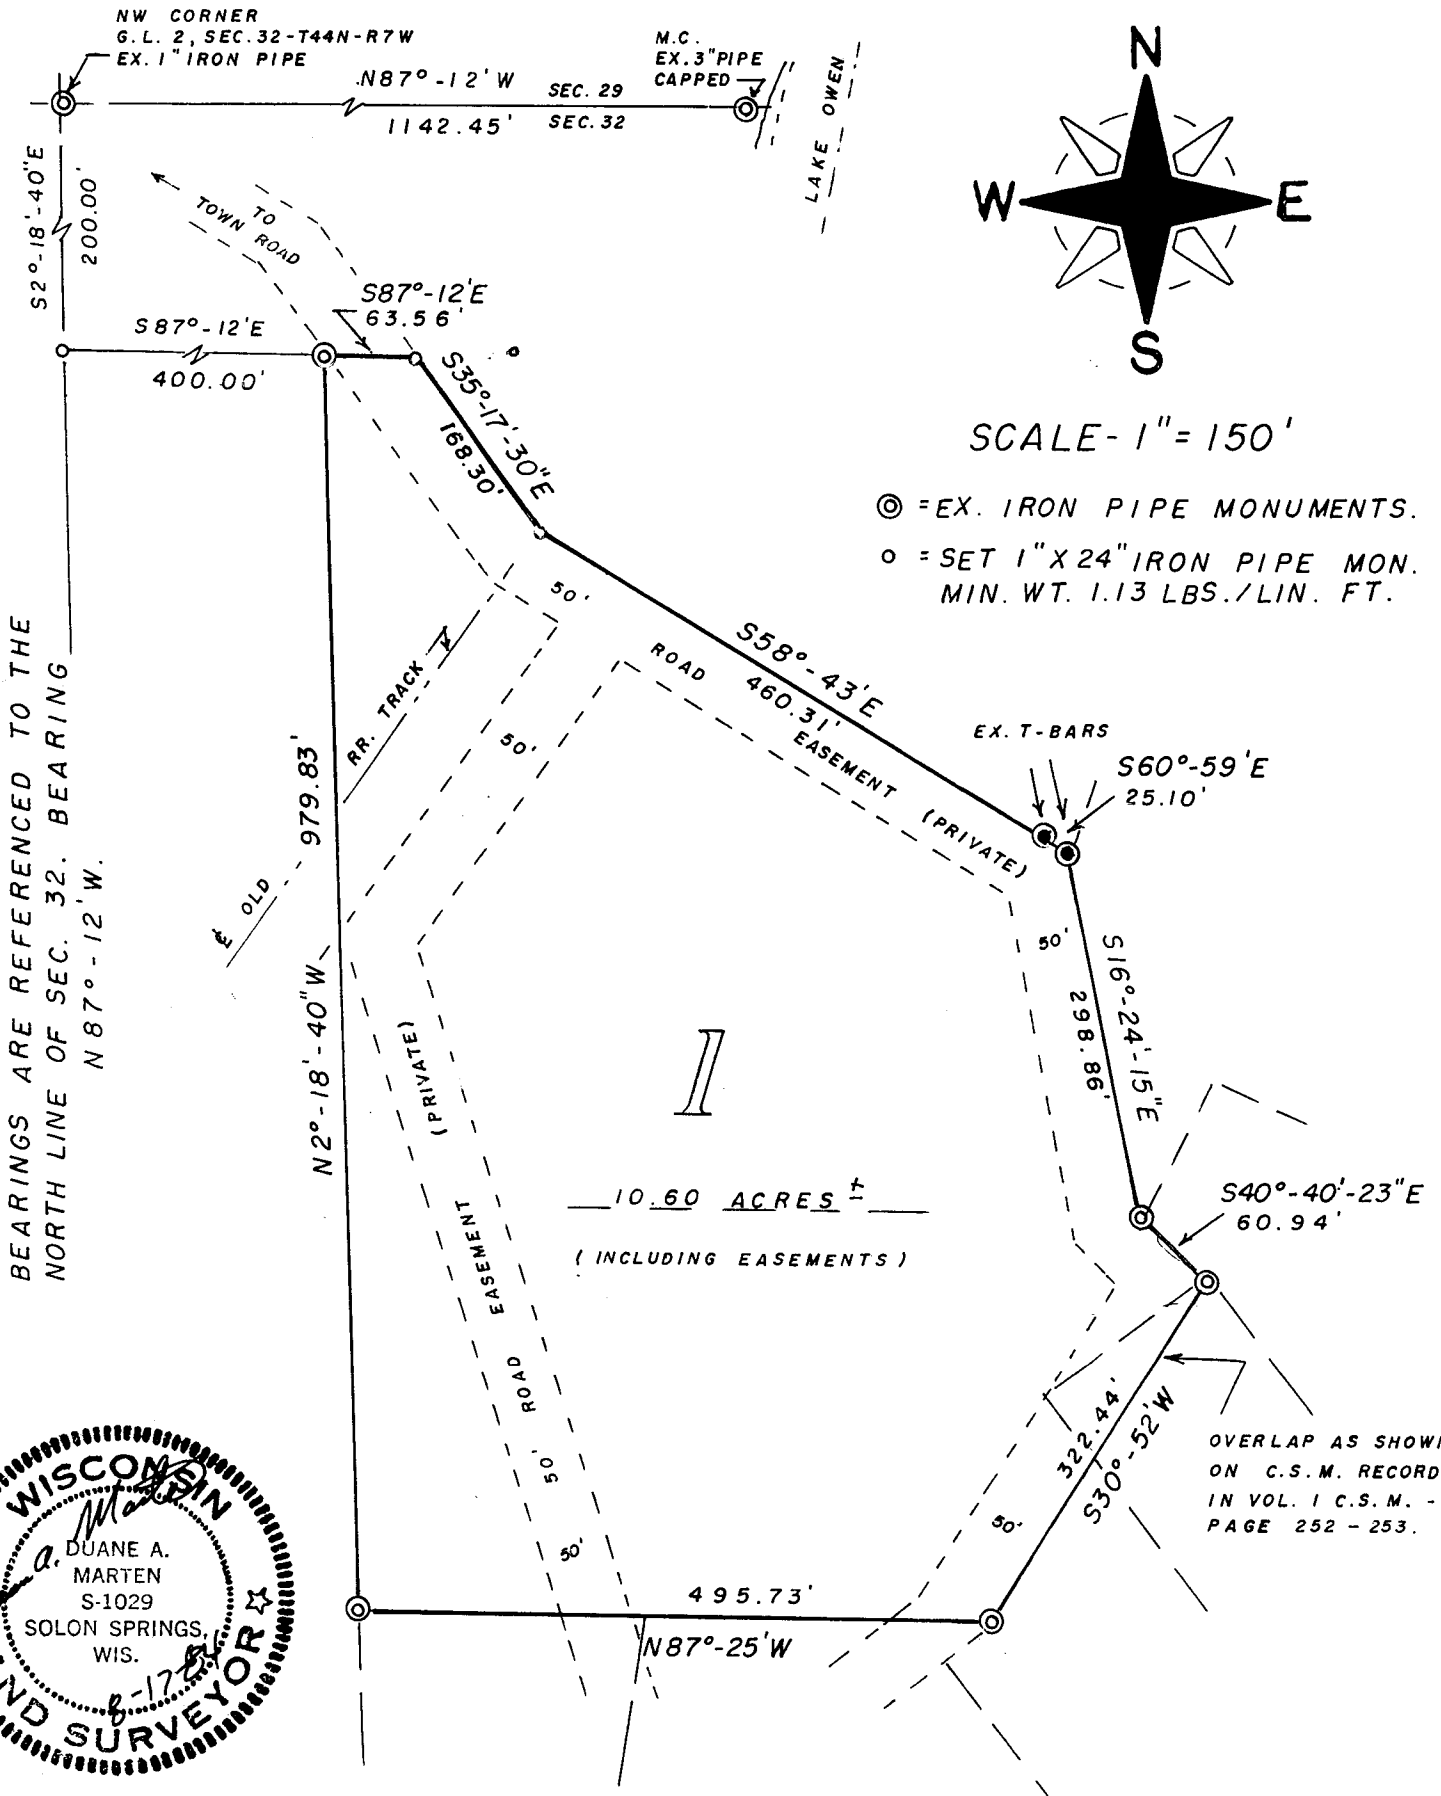 NW CORNER
G.L. 2, SEC. 32-T44N-R7W
EX. 1" IRON PIPE
M.C.
EX. 3" PIPE
CAPPED
N87°-12'W
1142.45'
SEC. 29
SEC. 32
LAKE OWEN
N
W
E
S
S2°-18'-40"E
200.00'
TO
TOWN ROAD
S87°-12'E
400.00'
S87°-12'E
63.56'
S35°-17'-30"E
168.30'
SCALE- 1"= 150'
= EX. IRON PIPE MONUMENTS.
= SET 1" X 24" IRON PIPE MON.
MIN. WT. 1.13 LBS./LIN. FT.
50'
S58°-43'E
460.31'
ROAD EASEMENT (PRIVATE)
RR. TRACK
℄ OLD
50'
EX. T-BARS
S60°-59'E
25.10'
979.83'
N2°-18'-40"W
BEARINGS ARE REFERENCED TO THE
NORTH LINE OF SEC. 32. BEARING
N87°-12'W.
50'
S16°-24'-15"E
298.86'
1
10.60 ACRES ±
( INCLUDING EASEMENTS )
S40°-40'-23"E
60.94'
(PRIVATE)
EASEMENT
ROAD
50'
50'
322.44'
S30°-52'W
50'
OVERLAP AS SHOWN
ON C.S.M. RECORD
IN VOL. 1 C.S.M. -
PAGE 252 - 253.
495.73'
N87°-25'W
WISCONSIN
DUANE A.
MARTEN
S-1029
SOLON SPRINGS,
WIS.
8-17-84
ND SURVEYOR